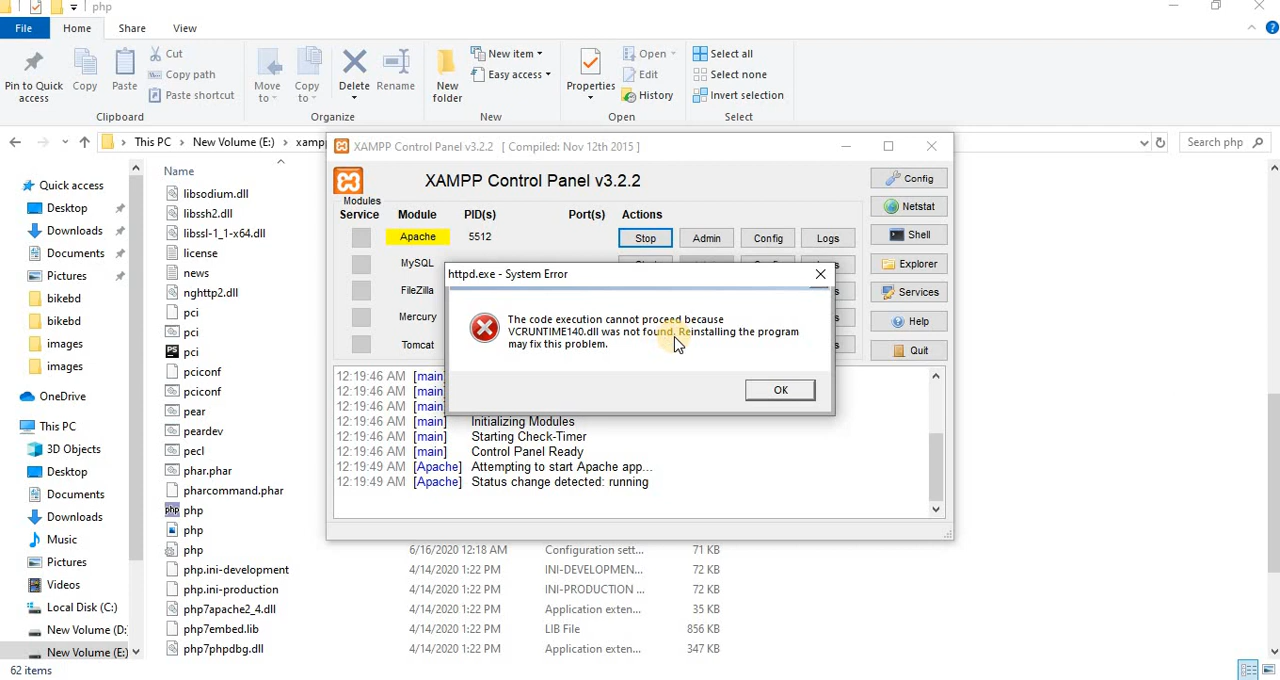 php
File
Home
Share
View
Pin to Quick access
Copy
Paste
Cut
Copy path
Paste shortcut
Clipboard
Move to
Copy to
Delete
Rename
Organize
New folder
New item
Easy access
New
Properties
Open
Edit
History
Open
Select all
Select none
Invert selection
Select
This PC
New Volume (E:)
Search php
Quick access
Desktop
Downloads
Documents
Pictures
bikebd
bikebd
images
images
OneDrive
This PC
3D Objects
Desktop
Documents
Downloads
Music
Pictures
Videos
Local Disk (C:)
New Volume (D:
New Volume (E:)
Name
libsodium.dll
libssh2.dll
libssl-1_1-x64.dll
license
news
nghttp2.dll
pci
pci
pci
pciconf
pciconf
pear
peardev
pecl
phar.phar
pharcommand.phar
php
php
php 6/16/2020 12:18 AM Configuration sett... 71 KB
php.ini-development 4/14/2020 1:22 PM INI-DEVELOPMEN... 72 KB
php.ini-production 4/14/2020 1:22 PM INI-PRODUCTION ... 72 KB
php7apache2_4.dll 4/14/2020 1:22 PM Application exten... 35 KB
php7embed.lib 4/14/2020 1:22 PM LIB File 856 KB
php7phpdbg.dll 4/14/2020 1:22 PM Application exten... 347 KB
62 items
XAMPP Control Panel v3.2.2 [ Compiled: Nov 12th 2015 ]
XAMPP Control Panel v3.2.2
Modules
Service Module PID(s) Port(s) Actions
Apache 5512 Stop Admin Config Logs
MySQL
FileZilla
Mercury
Tomcat
Config
Netstat
Shell
Explorer
Services
Help
Quit
httpd.exe - System Error
The code execution cannot proceed because
VCRUNTIME140.dll was not found. Reinstalling the program
may fix this problem.
OK
12:19:46 AM [main]
12:19:46 AM [main]
12:19:46 AM [main]
12:19:46 AM [main] Initializing Modules
12:19:46 AM [main] Starting Check-Timer
12:19:46 AM [main] Control Panel Ready
12:19:49 AM [Apache] Attempting to start Apache app...
12:19:49 AM [Apache] Status change detected: running